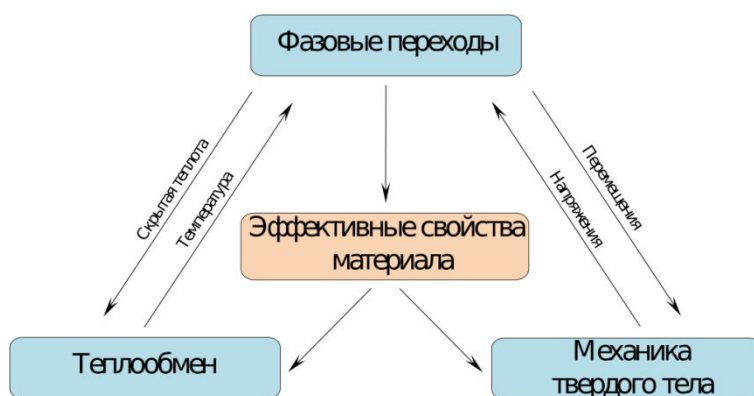 Фазовые переходы
Скрытая теплота
Температура
Напряжения
Перемещения
Эффективные свойства
материала
Теплообмен
Механика
твердого тела